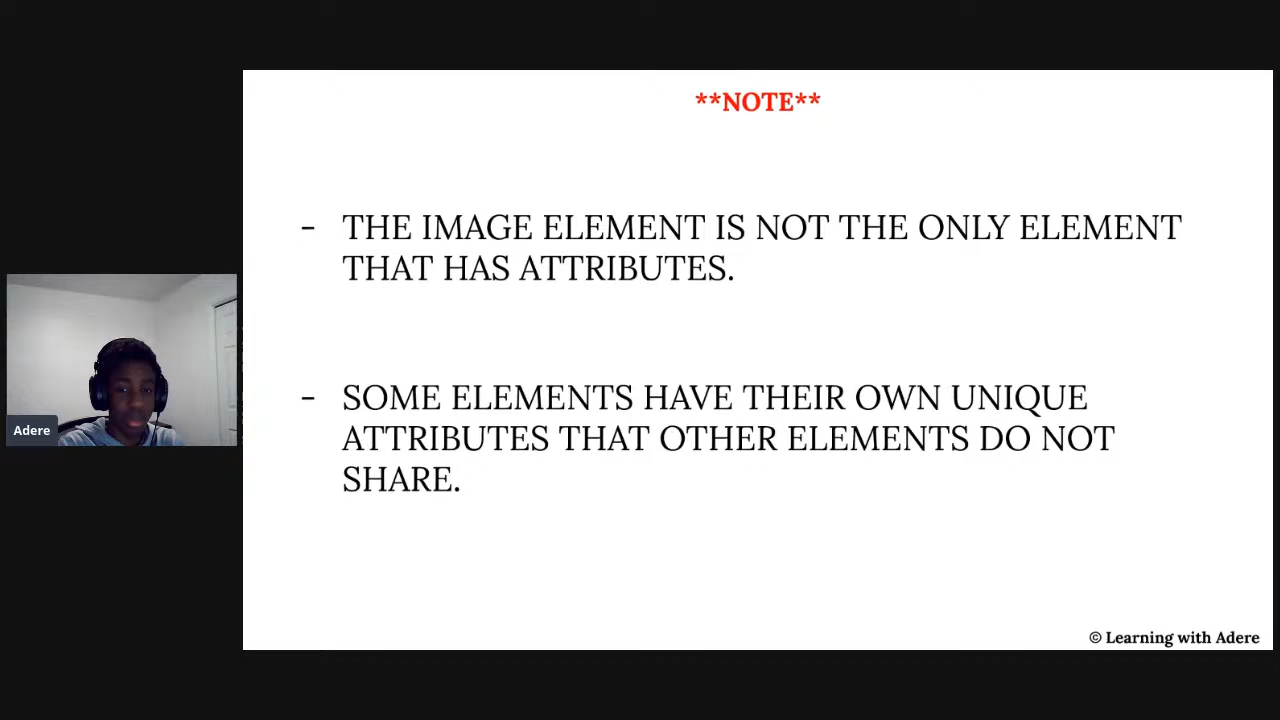 **NOTE**
- THE IMAGE ELEMENT IS NOT THE ONLY ELEMENT
THAT HAS ATTRIBUTES.
- SOME ELEMENTS HAVE THEIR OWN UNIQUE
ATTRIBUTES THAT OTHER ELEMENTS DO NOT
SHARE.
Adere
© Learning with Adere